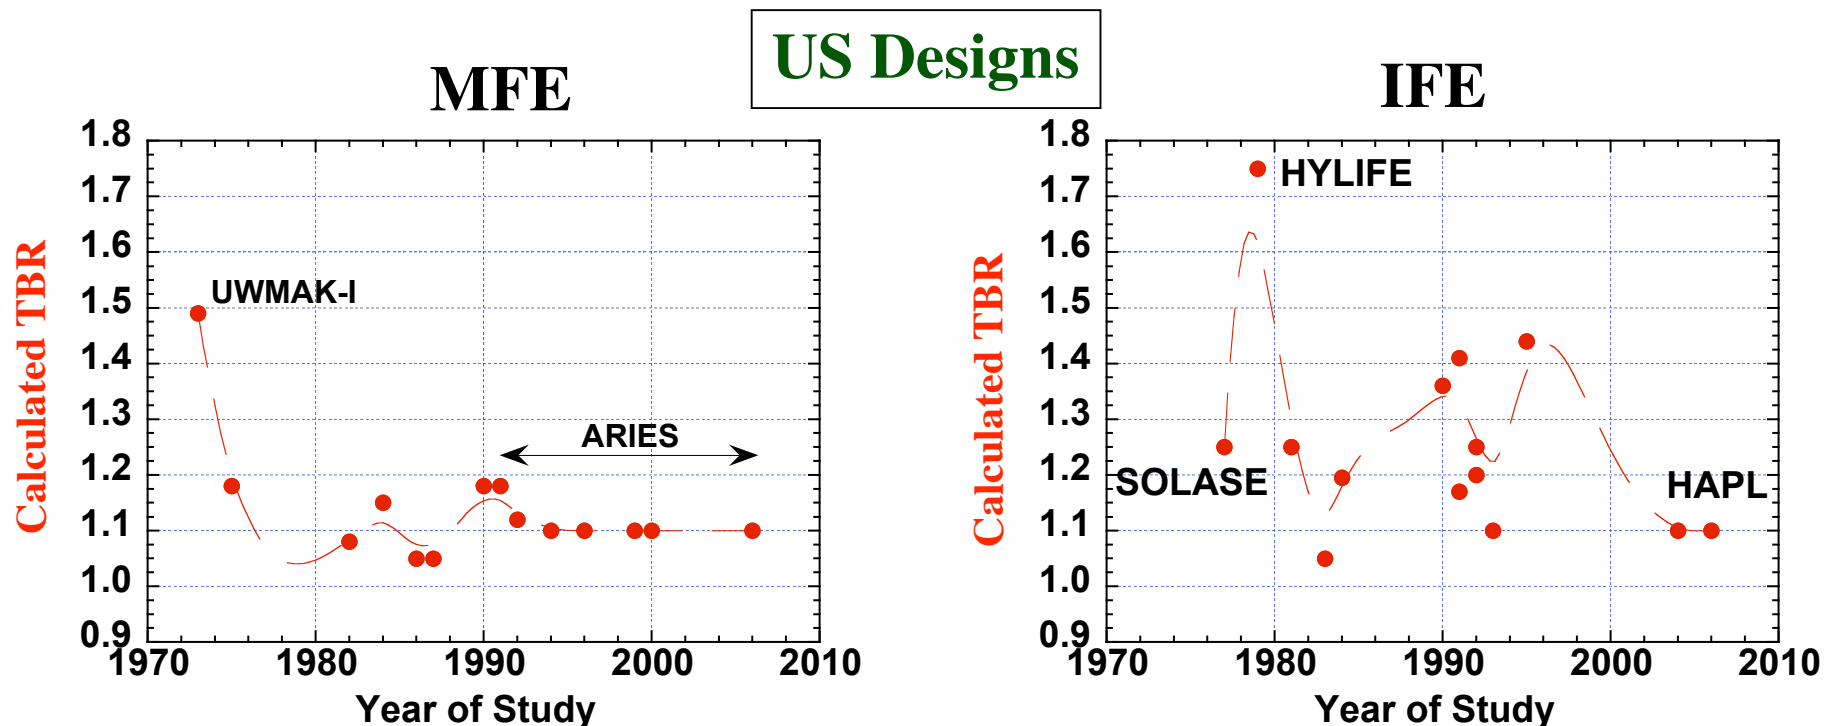 US Designs
MFE
Calculated TBR
1.8
1.7
1.6
1.5
1.4
1.3
1.2
1.1
1.0
0.9
UWMAK-I
ARIES
1970 1980 1990 2000 2010
Year of Study
IFE
Calculated TBR
1.8
1.7
1.6
1.5
1.4
1.3
1.2
1.1
1.0
0.9
HYLIFE
SOLASE
HAPL
1970 1980 1990 2000 2010
Year of Study